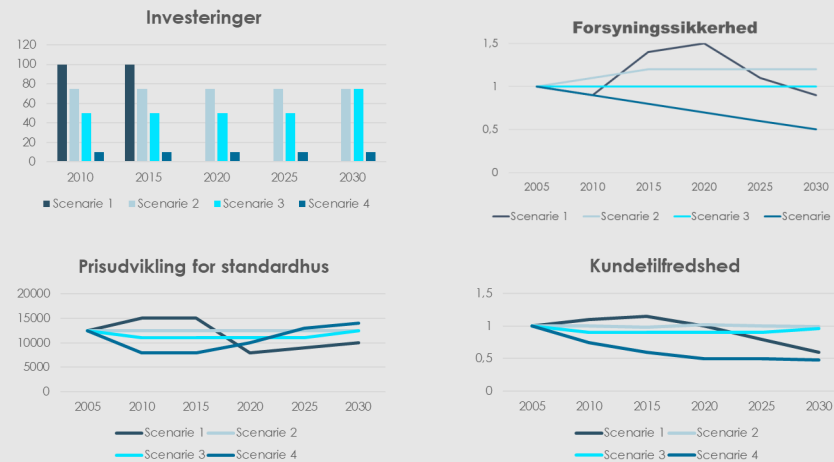 Investeringer
120
100
80
60
40
20
0
2010 2015 2020 2025 2030
Scenarie 1 Scenarie 2 Scenarie 3 Scenarie 4
Forsyningssikkerhed
1,5
1
0,5
0
2005 2010 2015 2020 2025 2030
Scenarie 1 Scenarie 2 Scenarie 3 Scenarie
Prisudvikling for standardhus
20000
15000
10000
5000
0
2005 2010 2015 2020 2025 2030
Scenarie 1 Scenarie 2
Scenarie 3 Scenarie 4
Kundetilfredshed
1,5
1
0,5
0
2005 2010 2015 2020 2025 2030
Scenarie 1 Scenarie 2
Scenarie 3 Scenarie 4